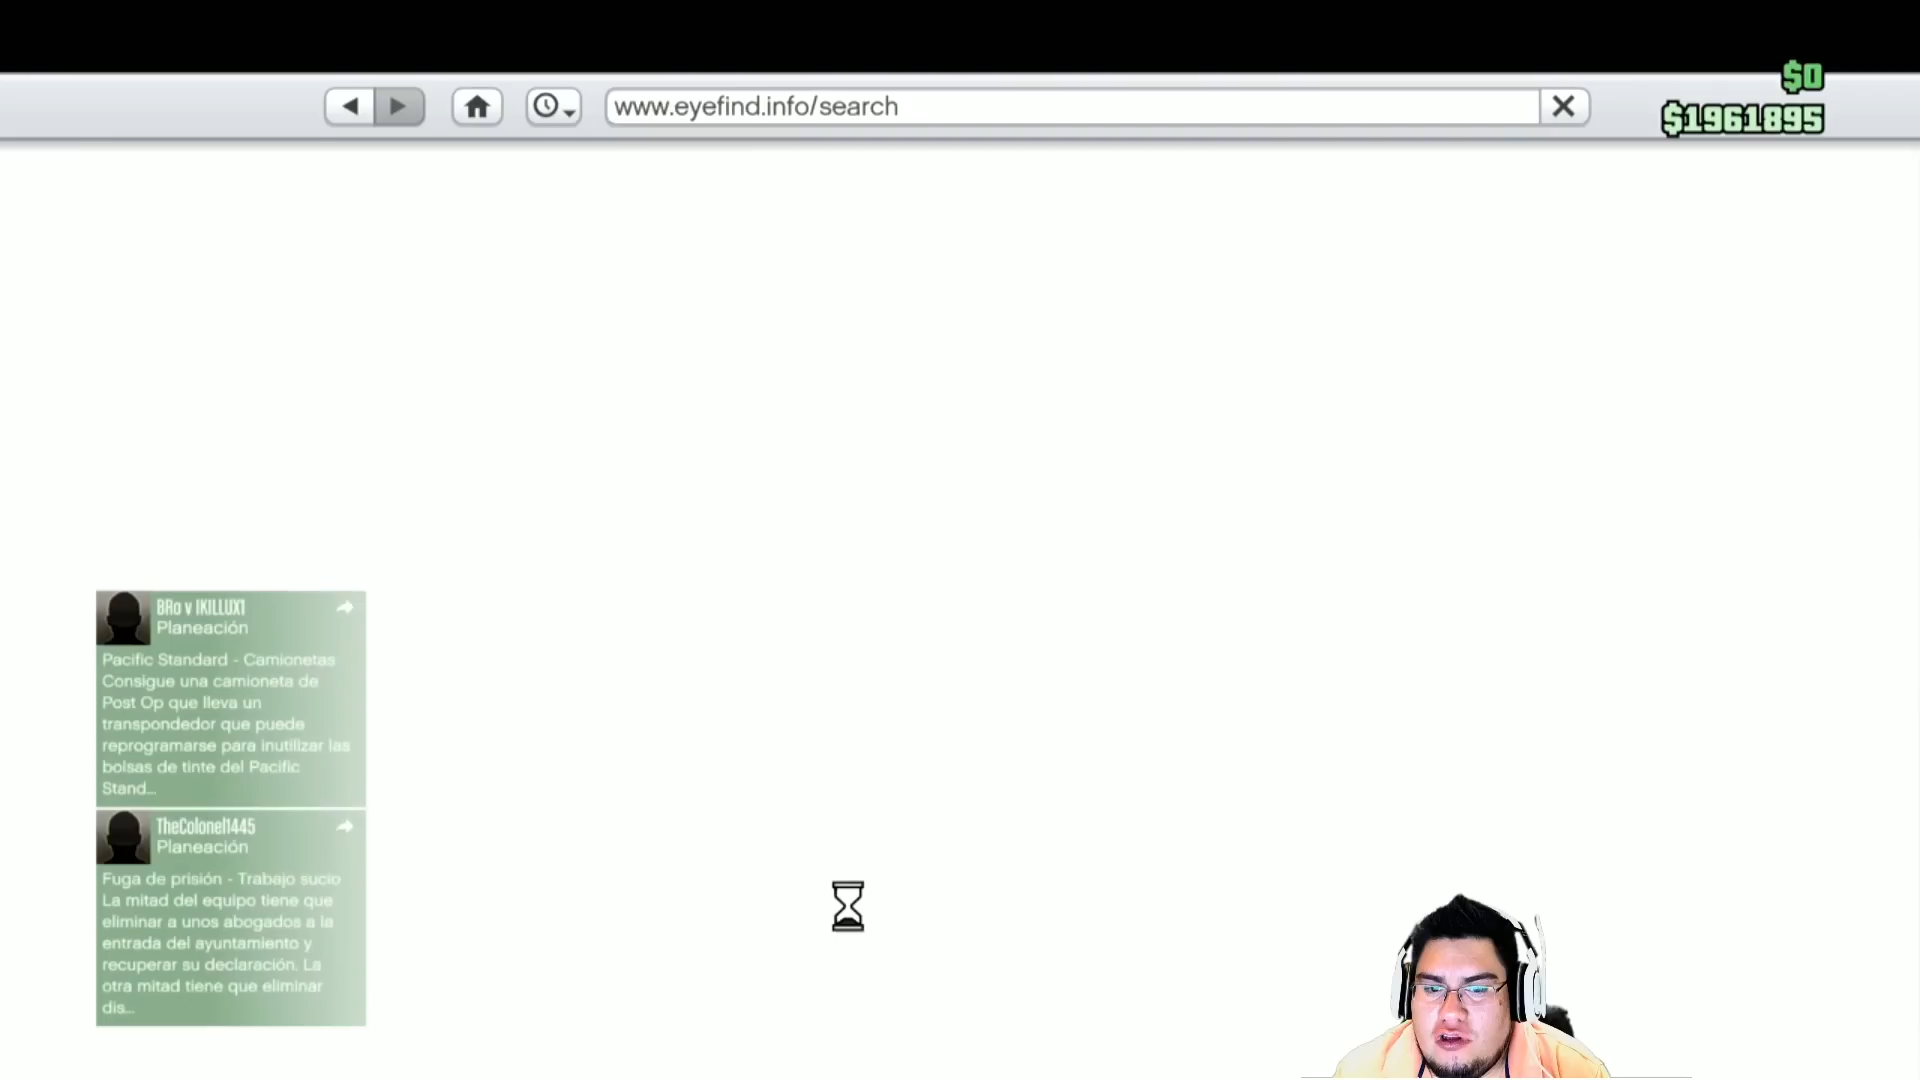 $0
www.eyefind.info/search
$1961895
BRo v IKILLUX1
Planeación
Pacific Standard - Camionetas
Consigue una camioneta de
Post Op que lleva un
transpondedor que puede
reprogramarse para inutilizar las
bolsas de tinte del Pacific
Stand...
TheColonel1445
Planeación
Fuga de prisión - Trabajo sucio
La mitad del equipo tiene que
eliminar a unos abogados a la
entrada del ayuntamiento y
recuperar su declaración. La
otra mitad tiene que eliminar
dis...